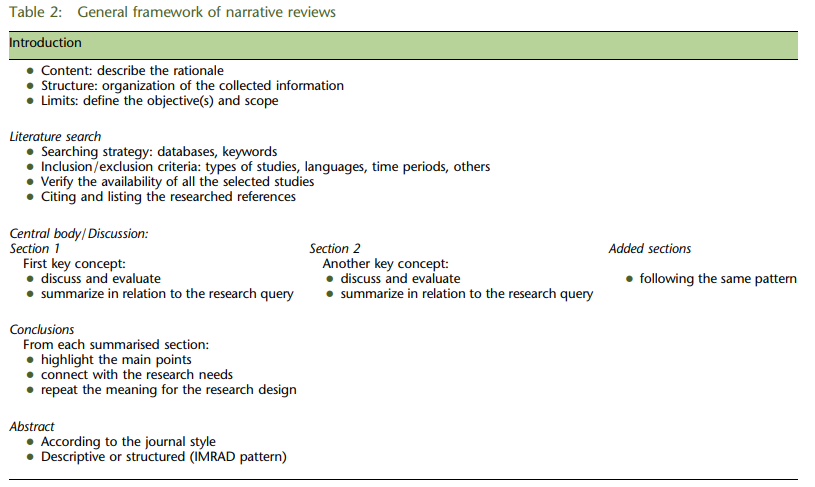 Table 2: General framework of narrative reviews
Introduction
• Content: describe the rationale
• Structure: organization of the collected information
• Limits: define the objective(s) and scope
Literature search
• Searching strategy: databases, keywords
• Inclusion/exclusion criteria: types of studies, languages, time periods, others
• Verify the availability of all the selected studies
• Citing and listing the researched references
Central body/Discussion:
Section 1
First key concept:
• discuss and evaluate
• summarize in relation to the research query
Section 2
Another key concept:
• discuss and evaluate
• summarize in relation to the research query
Added sections
• following the same pattern
Conclusions
From each summarised section:
• highlight the main points
• connect with the research needs
• repeat the meaning for the research design
Abstract
• According to the journal style
• Descriptive or structured (IMRAD pattern)